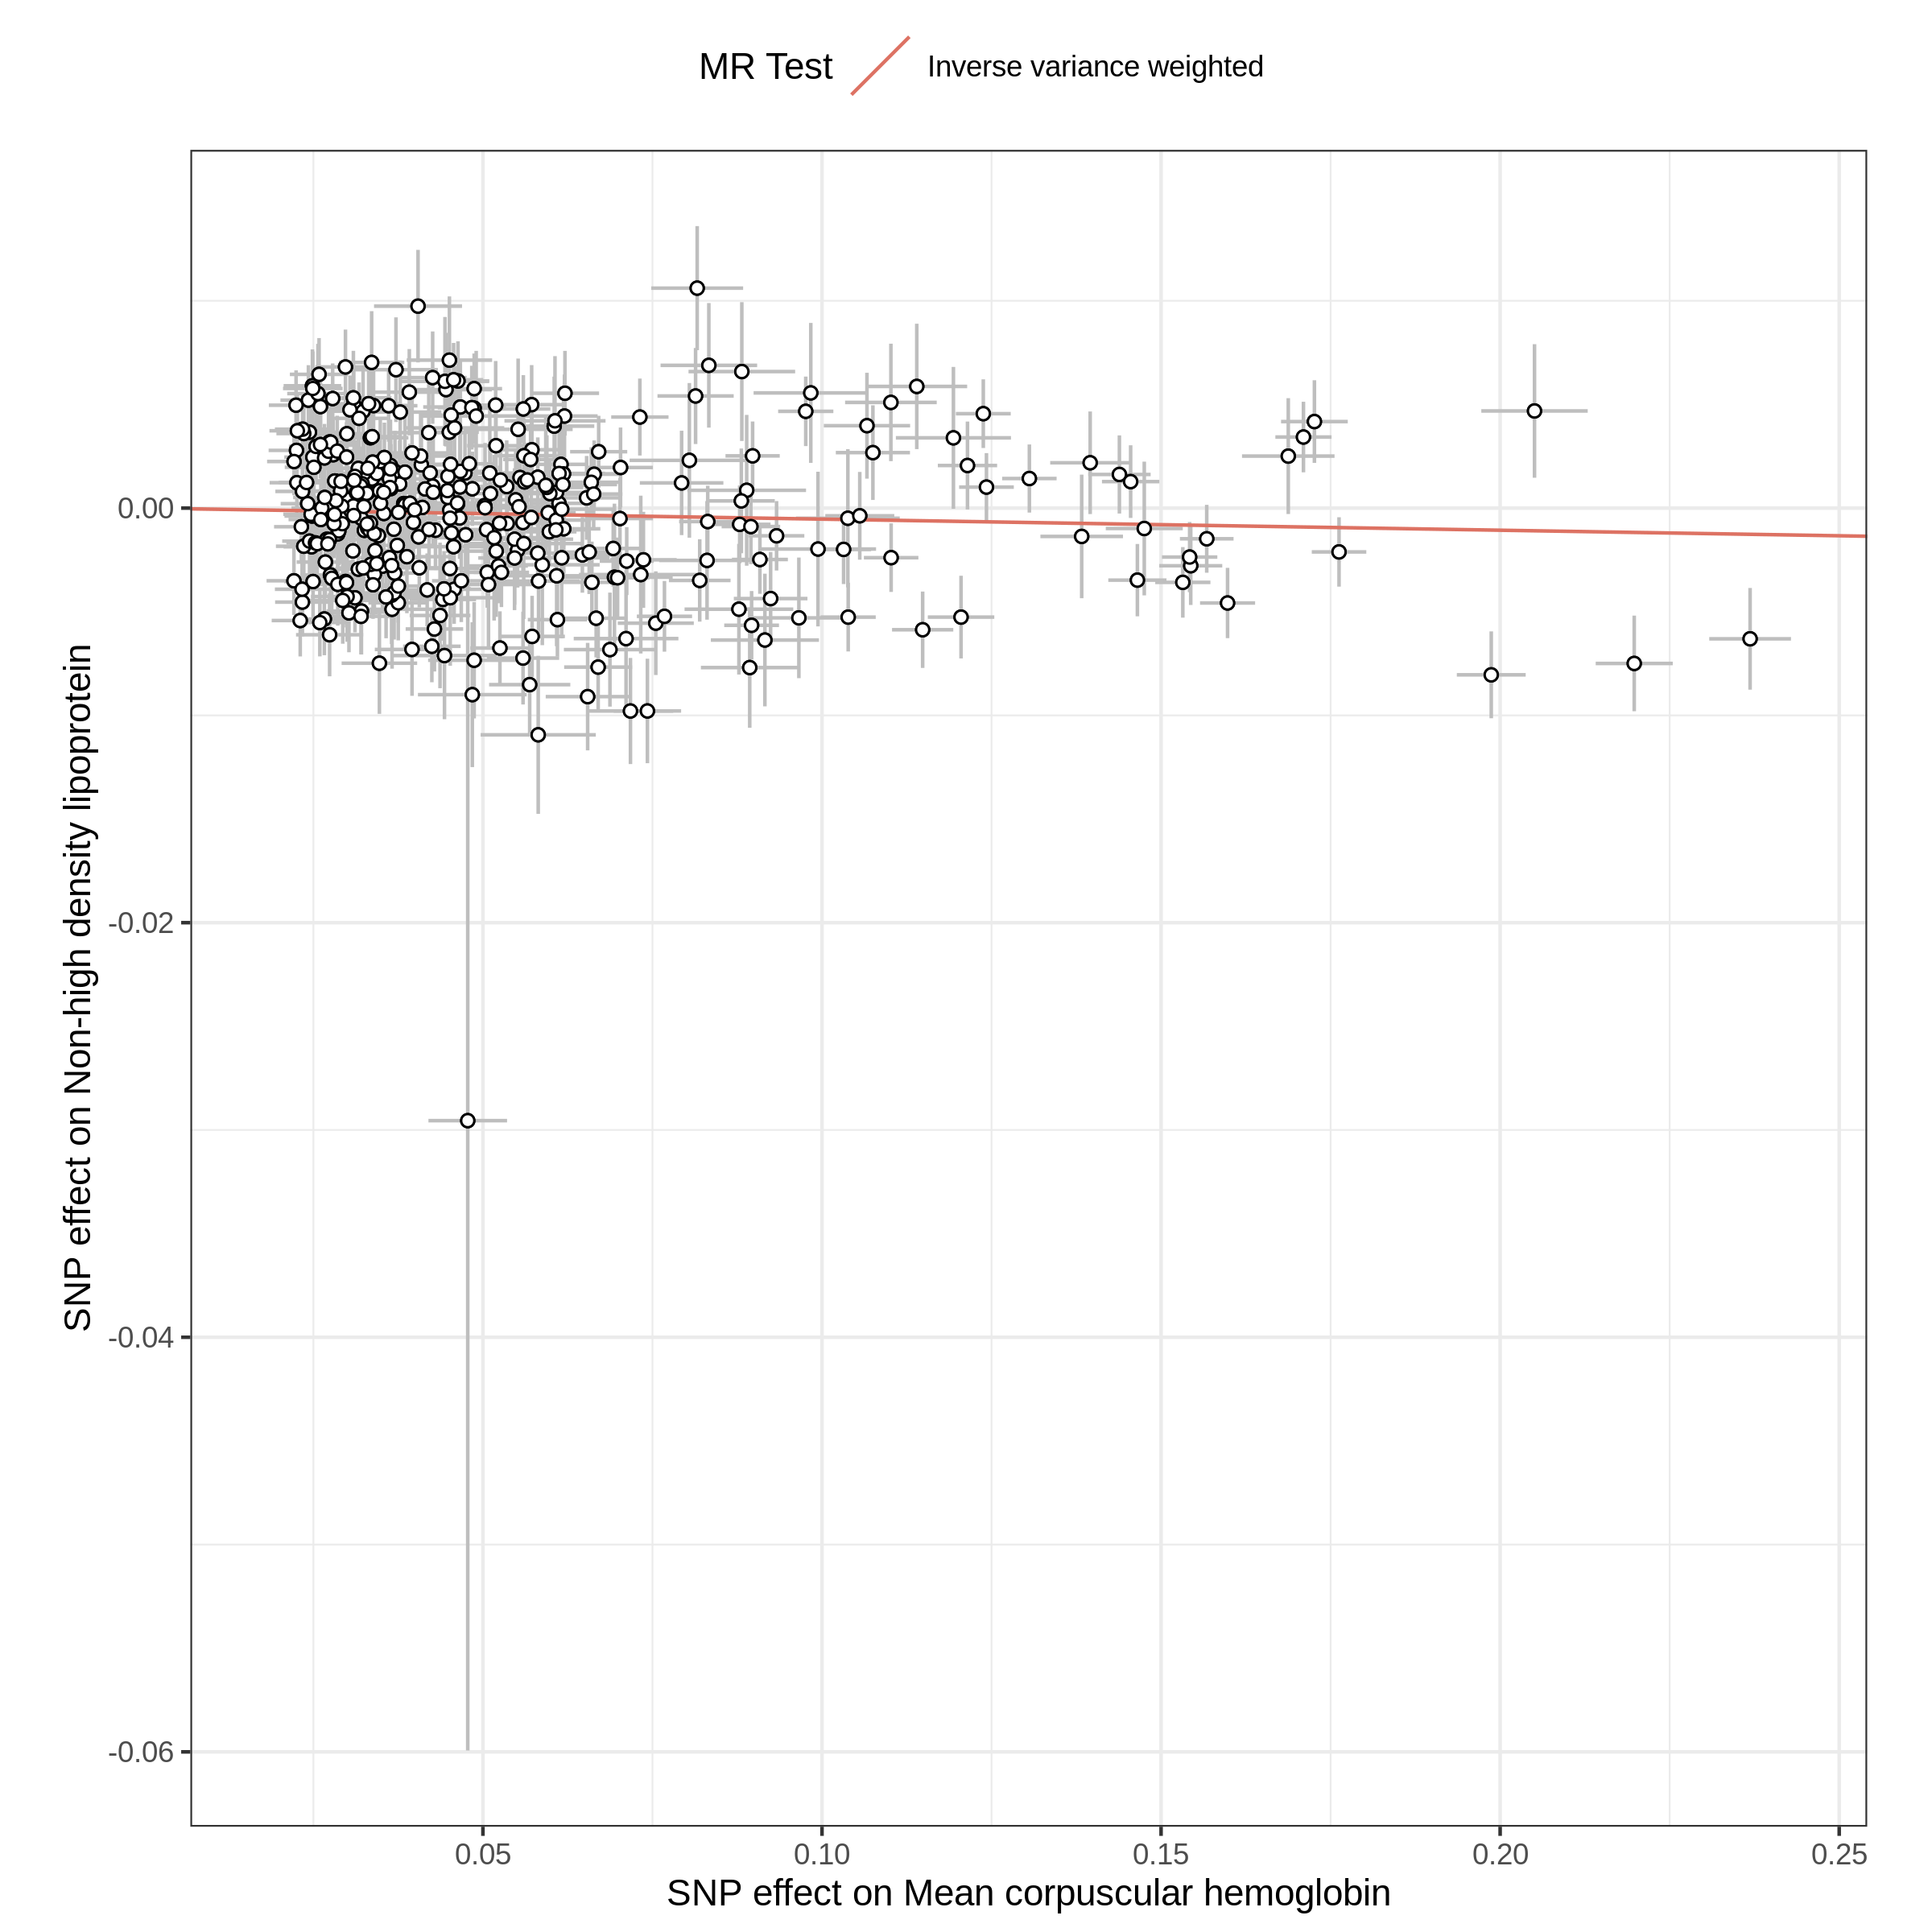 MR Test
Inverse variance weighted
SNP effect on Non-high density lipoprotein
0.00
-0.02
-0.04
-0.06
0.05
0.10
0.15
0.20
0.25
SNP effect on Mean corpuscular hemoglobin